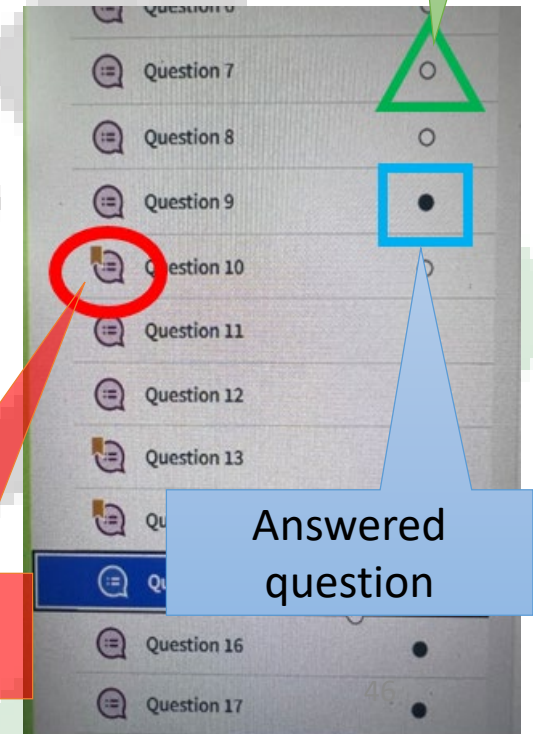 Question 7
Question 8
Question 9
Question 10
Question 11
Question 12
Question 13
Answered
question
Question 16
46
Question 17